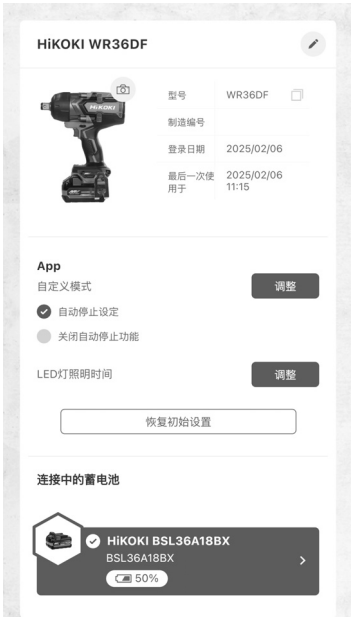 HiKOKI WR36DF
HiKOKI
型号 WR36DF
制造编号
登录日期 2025/02/06
最后一次使 2025/02/06
用于 11:15
App
自定义模式 调整
自动停止设定
关闭自动停止功能
LED灯照明时间 调整
恢复初始设置
连接中的蓄电池
HiKOKI BSL36A18BX
BSL36A18BX
50%